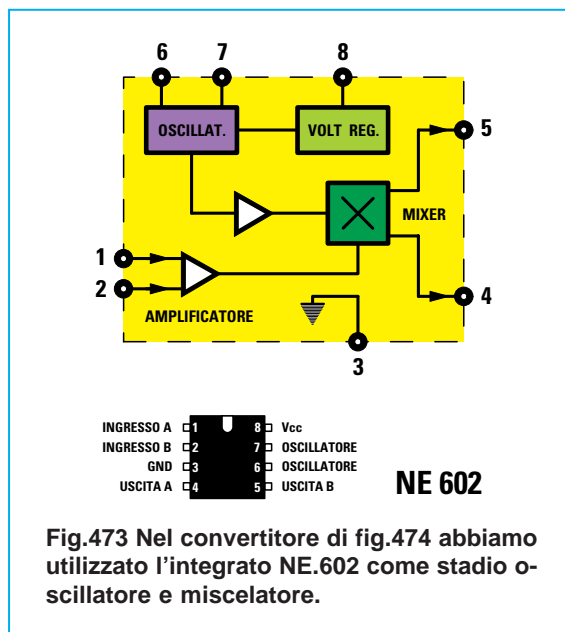 6 7 8
OSCILLAT. VOLT REG.
5
MIXER
1
2
4
AMPLIFICATORE
3
INGRESSO A 1 8 Vcc
INGRESSO B 2 7 OSCILLATORE
GND 3 6 OSCILLATORE
USCITA A 4 5 USCITA B
NE 602
Fig.473 Nel convertitore di fig.474 abbiamo
utilizzato l'integrato NE.602 come stadio o-
scillatore e miscelatore.